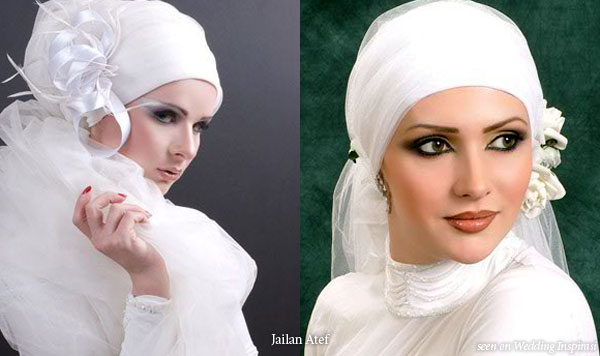 Jailan Atef
seen on Wedding Inspirasi